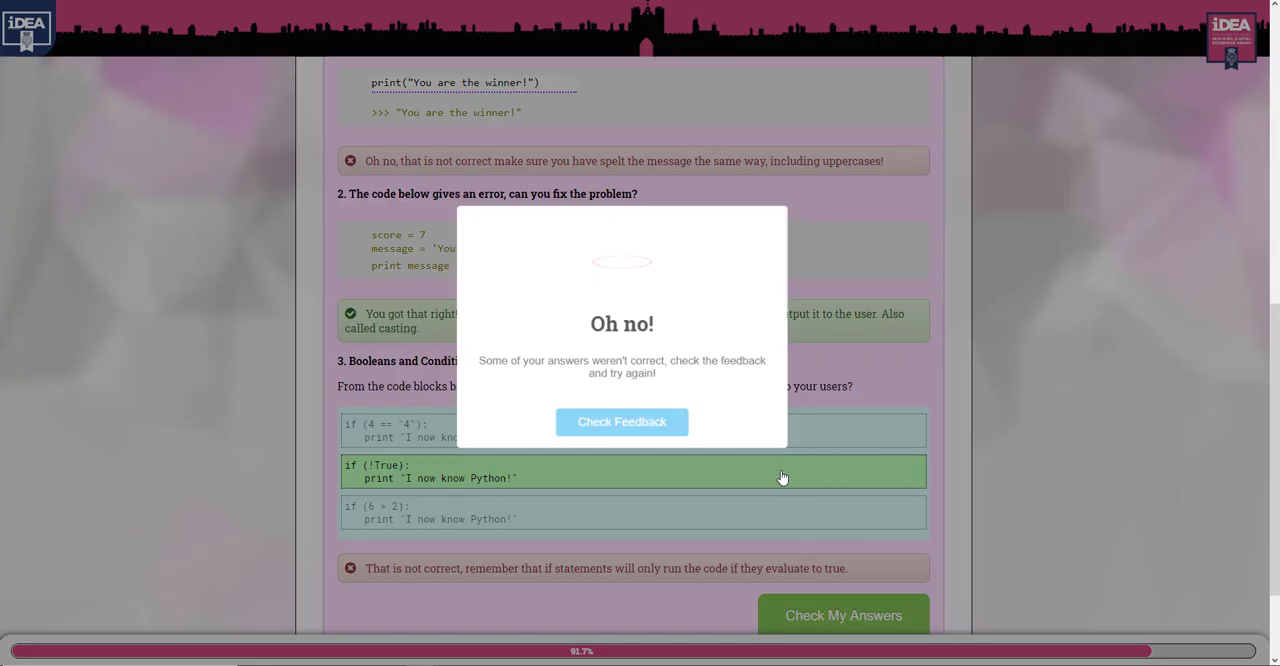 iDEA
iDEA
INSPIRING DIGITAL
ENTERPRISE AWARD
print("You are the winner!")
>>> "You are the winner!"
Oh no, that is not correct make sure you have spelt the message the same way, including uppercases!
2. The code below gives an error, can you fix the problem?
score = 7
message = 'You
print message
You got that right! tput it to the user. Also
called casting.
Oh no!
Some of your answers weren't correct, check the feedback
and try again!
Check Feedback
3. Booleans and Conditi
From the code blocks b o your users?
if (4 == "4"):
print "I now kno
if (!True):
print "I now know Python!"
if (6 > 2):
print "I now know Python!"
That is not correct, remember that if statements will only run the code if they evaluate to true.
Check My Answers
91.7%